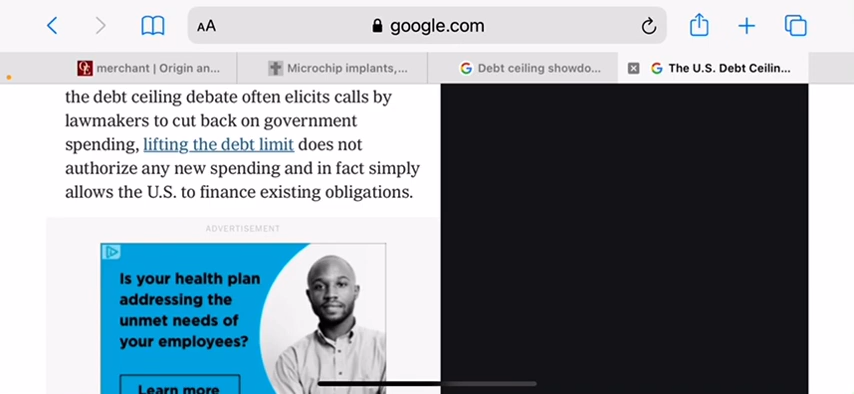 AA
google.com
merchant | Origin an...
Microchip implants,...
Debt ceiling showdo...
The U.S. Debt Ceilin...
the debt ceiling debate often elicits calls by
lawmakers to cut back on government
spending, lifting the debt limit does not
authorize any new spending and in fact simply
allows the U.S. to finance existing obligations.
ADVERTISEMENT
Is your health plan
addressing the
unmet needs of
your employees?
Learn more